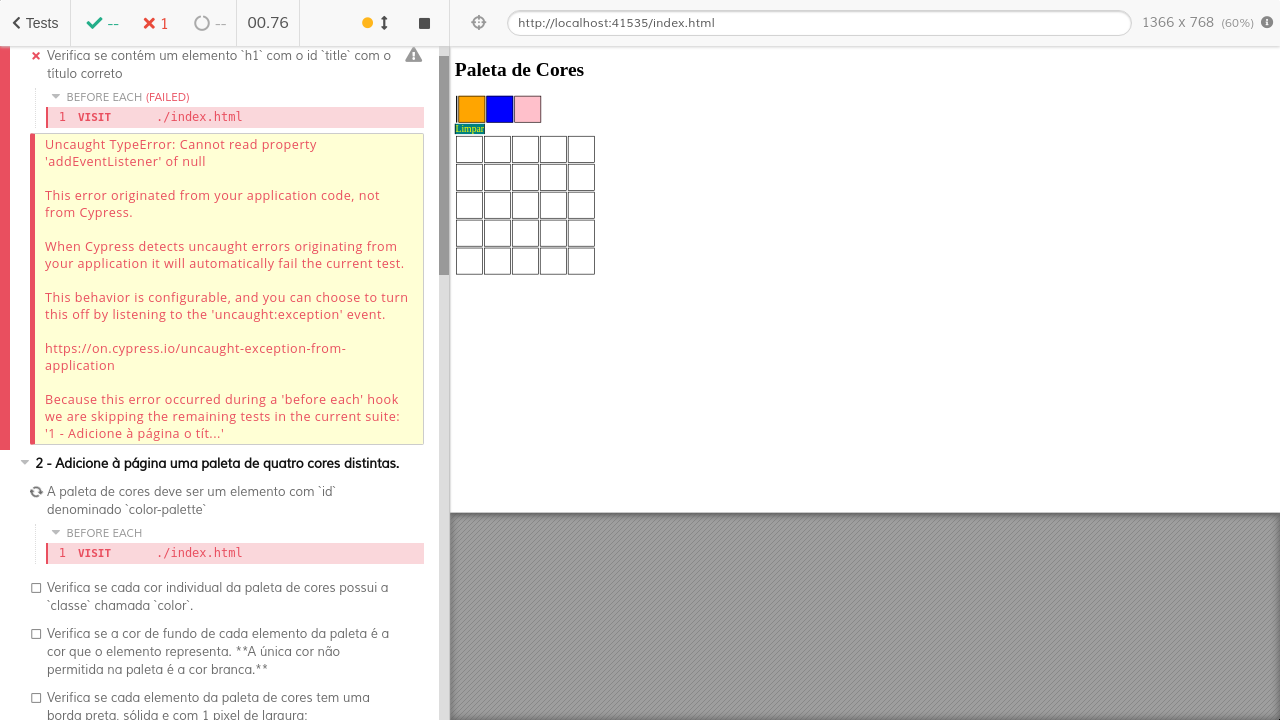 Tests
--
1
--
00.76
http://localhost:41535/index.html
1366 x 768 (60%)
Verifica se contém um elemento `h1` com o id `title` com o
título correto
BEFORE EACH (FAILED)
1 VISIT ./index.html
Uncaught TypeError: Cannot read property
'addEventListener' of null
This error originated from your application code, not
from Cypress.
When Cypress detects uncaught errors originating from
your application it will automatically fail the current test.
This behavior is configurable, and you can choose to turn
this off by listening to the 'uncaught:exception' event.
https://on.cypress.io/uncaught-exception-from-
application
Because this error occurred during a 'before each' hook
we are skipping the remaining tests in the current suite:
'1 - Adicione à página o tít...'
2 - Adicione à página uma paleta de quatro cores distintas.
A paleta de cores deve ser um elemento com `id`
denominado `color-palette`
BEFORE EACH
1 VISIT ./index.html
Verifica se cada cor individual da paleta de cores possui a
`classe` chamada `color`.
Verifica se a cor de fundo de cada elemento da paleta é a
cor que o elemento representa. **A única cor não
permitida na paleta é a cor branca.**
Verifica se cada elemento da paleta de cores tem uma
borda preta, sólida e com 1 pixel de largura;
Paleta de Cores
Limpar